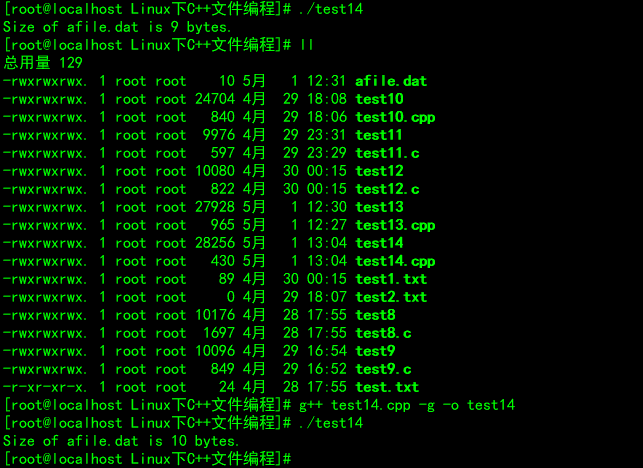 [root@localhost Linux下C++文件编程]# ./test14
Size of afile.dat is 9 bytes.
[root@localhost Linux下C++文件编程]# ll
总用量 129
-rwxrwxrwx. 1 root root    10 5月   1 12:31 afile.dat
-rwxrwxrwx. 1 root root 24704 4月  29 18:08 test10
-rwxrwxrwx. 1 root root   840 4月  29 18:06 test10.cpp
-rwxrwxrwx. 1 root root  9976 4月  29 23:31 test11
-rwxrwxrwx. 1 root root   597 4月  29 23:29 test11.c
-rwxrwxrwx. 1 root root 10080 4月  30 00:15 test12
-rwxrwxrwx. 1 root root   822 4月  30 00:15 test12.c
-rwxrwxrwx. 1 root root 27928 5月   1 12:30 test13
-rwxrwxrwx. 1 root root   965 5月   1 12:27 test13.cpp
-rwxrwxrwx. 1 root root 28256 5月   1 13:04 test14
-rwxrwxrwx. 1 root root   430 5月   1 13:04 test14.cpp
-rwxrwxrwx. 1 root root    89 4月  30 00:15 test1.txt
-rwxrwxrwx. 1 root root     0 4月  29 18:07 test2.txt
-rwxrwxrwx. 1 root root 10176 4月  28 17:55 test8
-rwxrwxrwx. 1 root root  1697 4月  28 17:55 test8.c
-rwxrwxrwx. 1 root root 10096 4月  29 16:54 test9
-rwxrwxrwx. 1 root root   849 4月  29 16:52 test9.c
-r-xr-xr-x. 1 root root    24 4月  28 17:55 test.txt
[root@localhost Linux下C++文件编程]# g++ test14.cpp -g -o test14
[root@localhost Linux下C++文件编程]# ./test14
Size of afile.dat is 10 bytes.
[root@localhost Linux下C++文件编程]#